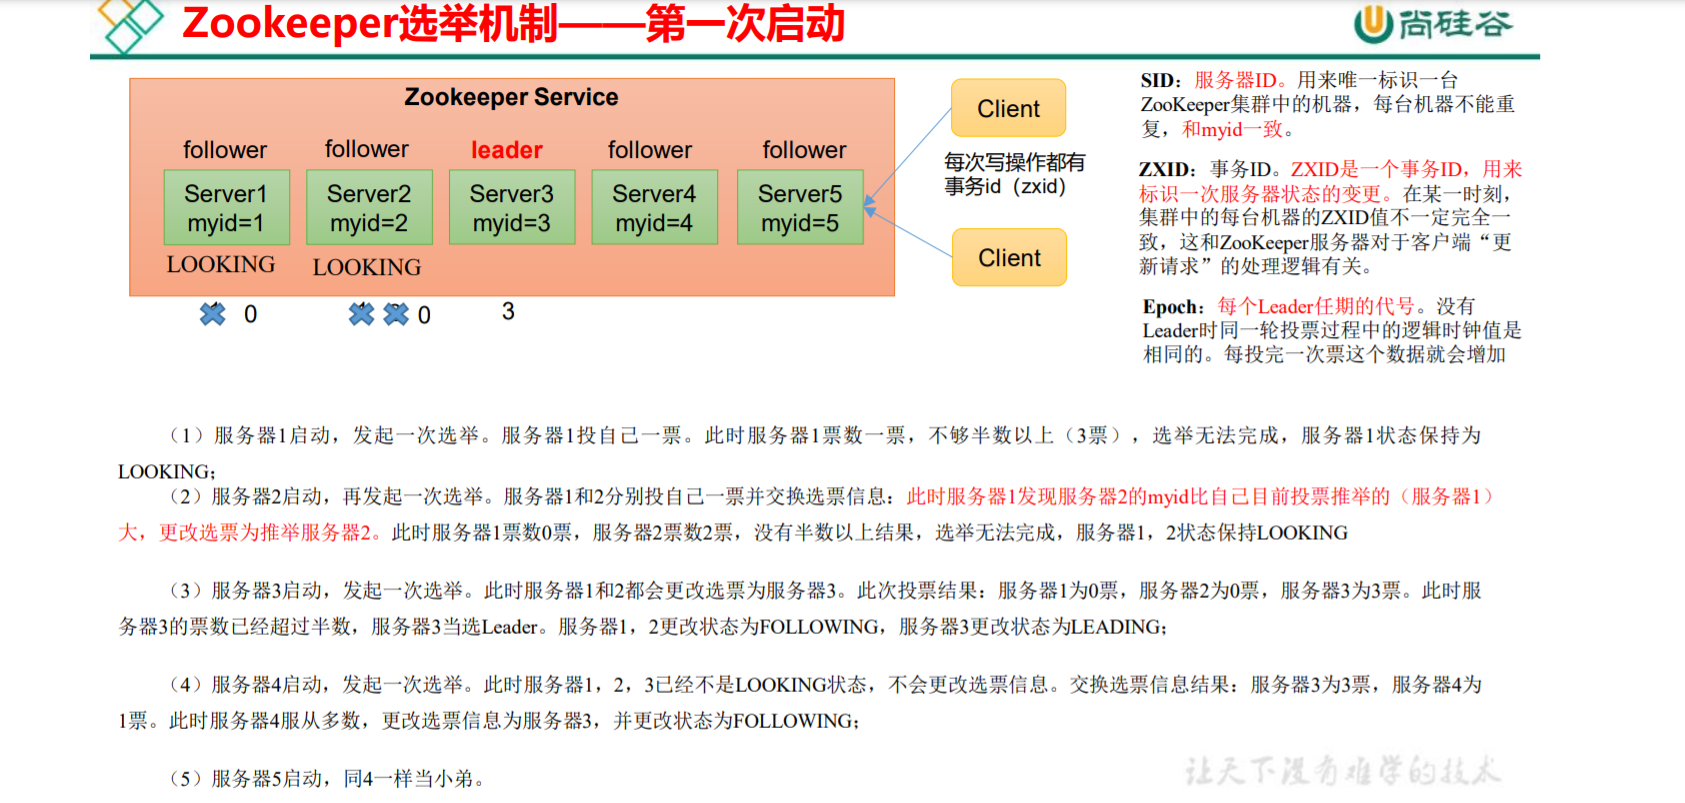 Zookeeper选举机制——第一次启动
尚硅谷
Zookeeper Service
follower
follower
leader
follower
follower
Server1
myid=1
Server2
myid=2
Server3
myid=3
Server4
myid=4
Server5
myid=5
LOOKING
LOOKING
0
0
3
Client
每次写操作都有
事务id（zxid）
Client
SID：服务器ID。用来唯一标识一台
ZooKeeper集群中的机器，每台机器不能重
复，和myid一致。
ZXID：事务ID。ZXID是一个事务ID，用来
标识一次服务器状态的变更。在某一时刻，
集群中的每台机器的ZXID值不一定完全一
致，这和ZooKeeper服务器对于客户端“更
新请求”的处理逻辑有关。
Epoch：每个Leader任期的代号。没有
Leader时同一轮投票过程中的逻辑时钟值是
相同的。每投完一次票这个数据就会增加
（1）服务器1启动，发起一次选举。服务器1投自己一票。此时服务器1票数一票，不够半数以上（3票），选举无法完成，服务器1状态保持为
LOOKING；
（2）服务器2启动，再发起一次选举。服务器1和2分别投自己一票并交换选票信息：此时服务器1发现服务器2的myid比自己目前投票推举的（服务器1）
大，更改选票为推举服务器2。此时服务器1票数0票，服务器2票数2票，没有半数以上结果，选举无法完成，服务器1，2状态保持LOOKING
（3）服务器3启动，发起一次选举。此时服务器1和2都会更改选票为服务器3。此次投票结果：服务器1为0票，服务器2为0票，服务器3为3票。此时服
务器3的票数已经超过半数，服务器3当选Leader。服务器1，2更改状态为FOLLOWING，服务器3更改状态为LEADING；
（4）服务器4启动，发起一次选举。此时服务器1，2，3已经不是LOOKING状态，不会更改选票信息。交换选票信息结果：服务器3为3票，服务器4为
1票。此时服务器4服从多数，更改选票信息为服务器3，并更改状态为FOLLOWING；
（5）服务器5启动，同4一样当小弟。
让天下没有难学的技术